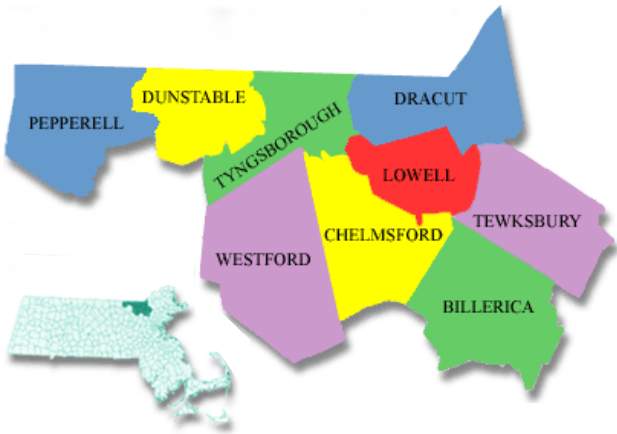 DUNSTABLE
DRACUT
PEPPERELL
TYNGSBOROUGH
LOWELL
TEWKSBURY
CHELMSFORD
WESTFORD
BILLERICA